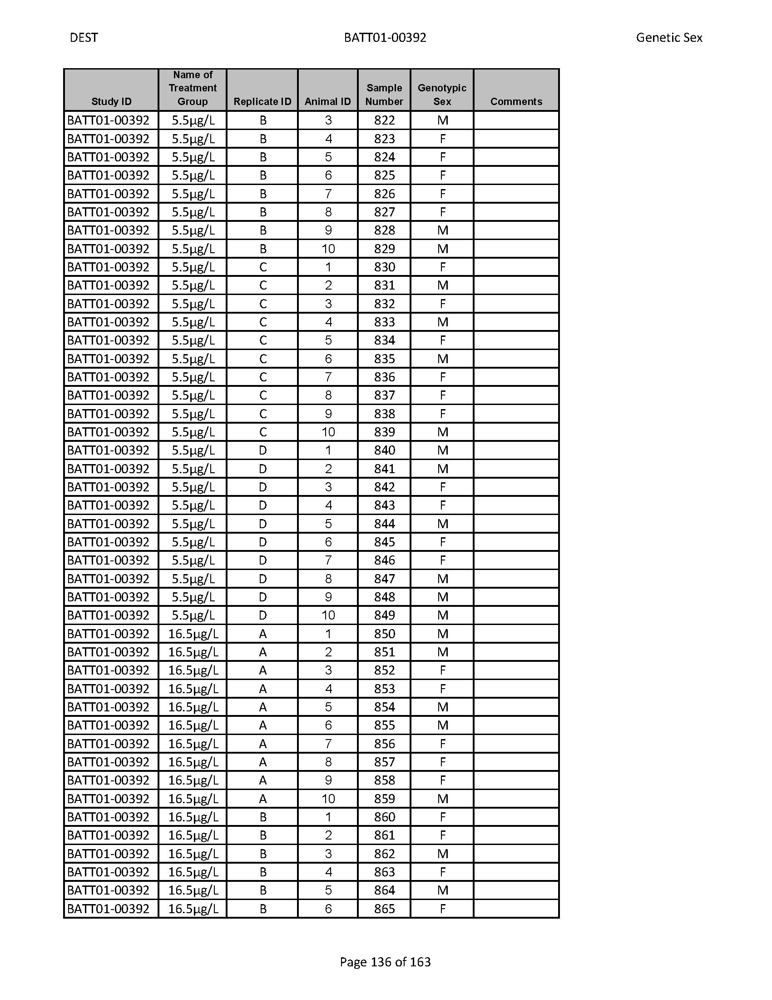 DEST BATT01-00392 Genetic Sex
Name of
Treatment Sample Genotypic
Study ID Group Replicate ID Animal ID Number Sex Comments
BATT01-00392 5.5µg/L B 3 822 M
BATT01-00392 5.5µg/L B 4 823 F
BATT01-00392 5.5µg/L B 5 824 F
BATT01-00392 5.5µg/L B 6 825 F
BATT01-00392 5.5µg/L B 7 826 F
BATT01-00392 5.5µg/L B 8 827 F
BATT01-00392 5.5µg/L B 9 828 M
BATT01-00392 5.5µg/L B 10 829 M
BATT01-00392 5.5µg/L C 1 830 F
BATT01-00392 5.5µg/L C 2 831 M
BATT01-00392 5.5µg/L C 3 832 F
BATT01-00392 5.5µg/L C 4 833 M
BATT01-00392 5.5µg/L C 5 834 F
BATT01-00392 5.5µg/L C 6 835 M
BATT01-00392 5.5µg/L C 7 836 F
BATT01-00392 5.5µg/L C 8 837 F
BATT01-00392 5.5µg/L C 9 838 F
BATT01-00392 5.5µg/L C 10 839 M
BATT01-00392 5.5µg/L D 1 840 M
BATT01-00392 5.5µg/L D 2 841 M
BATT01-00392 5.5µg/L D 3 842 F
BATT01-00392 5.5µg/L D 4 843 F
BATT01-00392 5.5µg/L D 5 844 M
BATT01-00392 5.5µg/L D 6 845 F
BATT01-00392 5.5µg/L D 7 846 F
BATT01-00392 5.5µg/L D 8 847 M
BATT01-00392 5.5µg/L D 9 848 M
BATT01-00392 5.5µg/L D 10 849 M
BATT01-00392 16.5µg/L A 1 850 M
BATT01-00392 16.5µg/L A 2 851 M
BATT01-00392 16.5µg/L A 3 852 F
BATT01-00392 16.5µg/L A 4 853 F
BATT01-00392 16.5µg/L A 5 854 M
BATT01-00392 16.5µg/L A 6 855 M
BATT01-00392 16.5µg/L A 7 856 F
BATT01-00392 16.5µg/L A 8 857 F
BATT01-00392 16.5µg/L A 9 858 F
BATT01-00392 16.5µg/L A 10 859 M
BATT01-00392 16.5µg/L B 1 860 F
BATT01-00392 16.5µg/L B 2 861 F
BATT01-00392 16.5µg/L B 3 862 M
BATT01-00392 16.5µg/L B 4 863 F
BATT01-00392 16.5µg/L B 5 864 M
BATT01-00392 16.5µg/L B 6 865 F
Page 136 of 163